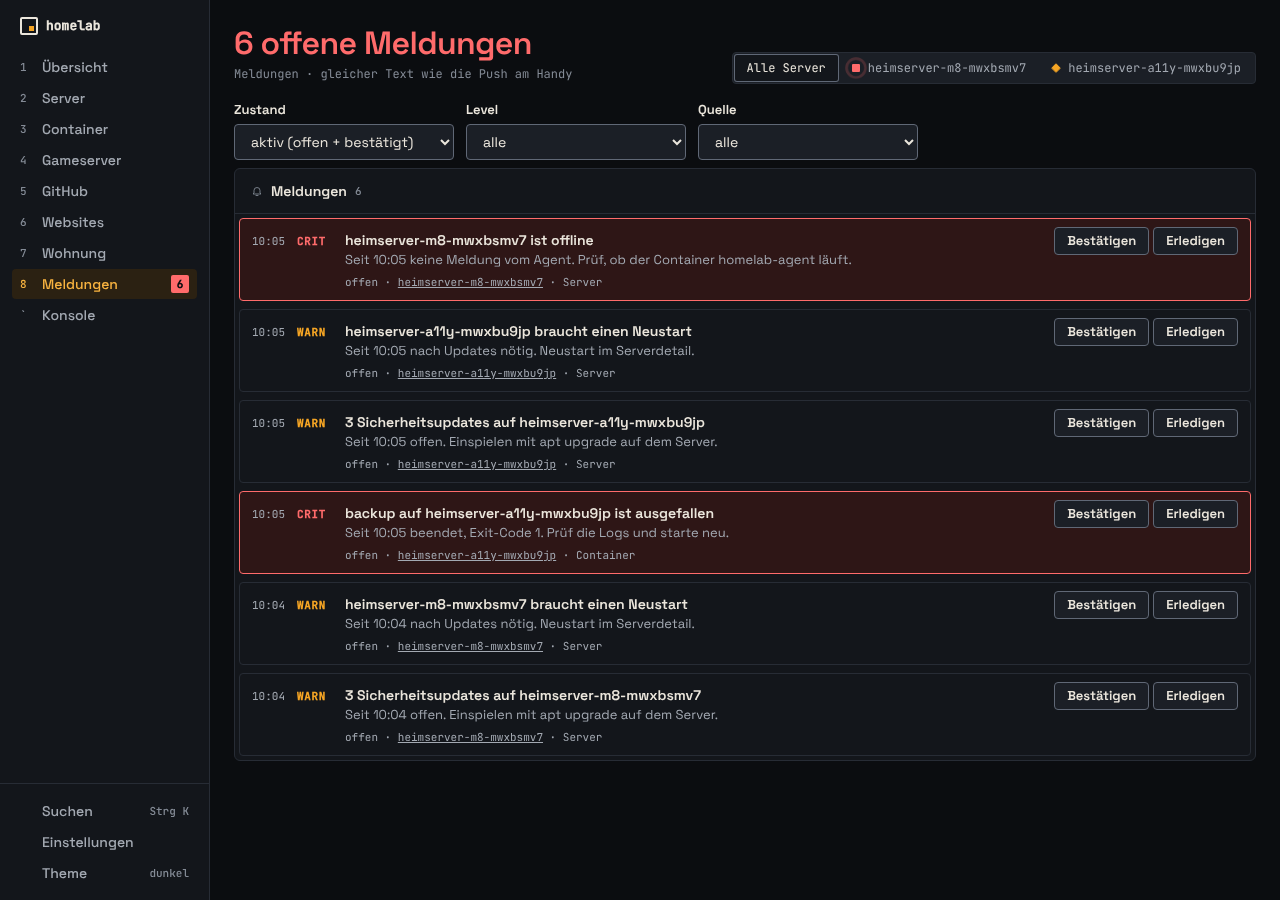 homelab
1 Übersicht
2 Server
3 Container
4 Gameserver
5 GitHub
6 Websites
7 Wohnung
8 Meldungen 6
` Konsole
Suchen Strg K
Einstellungen
Theme dunkel
6 offene Meldungen
Meldungen · gleicher Text wie die Push am Handy
Alle Server heimserver-m8-mwxbsmv7 heimserver-a11y-mwxbu9jp
Zustand Level Quelle
aktiv (offen + bestätigt) alle alle
Meldungen 6
10:05 CRIT heimserver-m8-mwxbsmv7 ist offline Bestätigen Erledigen
Seit 10:05 keine Meldung vom Agent. Prüf, ob der Container homelab-agent läuft.
offen · heimserver-m8-mwxbsmv7 · Server
10:05 WARN heimserver-a11y-mwxbu9jp braucht einen Neustart Bestätigen Erledigen
Seit 10:05 nach Updates nötig. Neustart im Serverdetail.
offen · heimserver-a11y-mwxbu9jp · Server
10:05 WARN 3 Sicherheitsupdates auf heimserver-a11y-mwxbu9jp Bestätigen Erledigen
Seit 10:05 offen. Einspielen mit apt upgrade auf dem Server.
offen · heimserver-a11y-mwxbu9jp · Server
10:05 CRIT backup auf heimserver-a11y-mwxbu9jp ist ausgefallen Bestätigen Erledigen
Seit 10:05 beendet, Exit-Code 1. Prüf die Logs und starte neu.
offen · heimserver-a11y-mwxbu9jp · Container
10:04 WARN heimserver-m8-mwxbsmv7 braucht einen Neustart Bestätigen Erledigen
Seit 10:04 nach Updates nötig. Neustart im Serverdetail.
offen · heimserver-m8-mwxbsmv7 · Server
10:04 WARN 3 Sicherheitsupdates auf heimserver-m8-mwxbsmv7 Bestätigen Erledigen
Seit 10:04 offen. Einspielen mit apt upgrade auf dem Server.
offen · heimserver-m8-mwxbsmv7 · Server